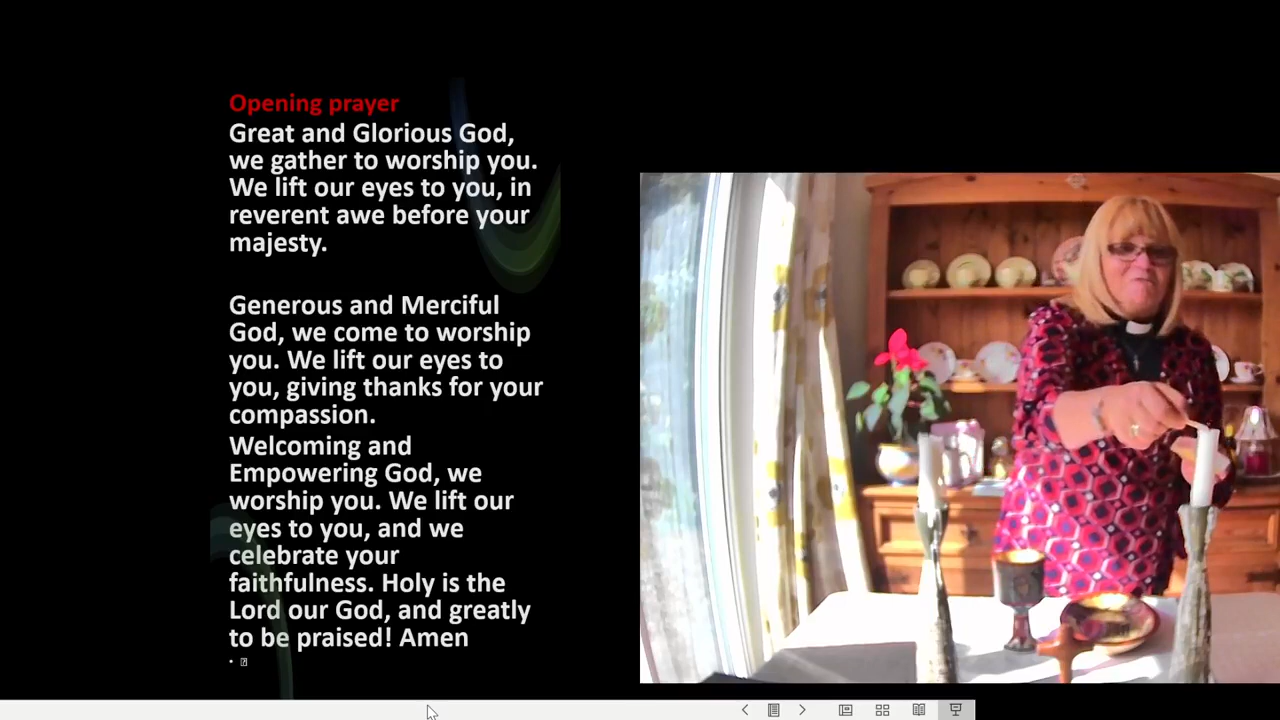 Opening prayer
Great and Glorious God,
we gather to worship you.
We lift our eyes to you, in
reverent awe before your
majesty.
Generous and Merciful
God, we come to worship
you. We lift our eyes to
you, giving thanks for your
compassion.
Welcoming and
Empowering God, we
worship you. We lift our
eyes to you, and we
celebrate your
faithfulness. Holy is the
Lord our God, and greatly
to be praised! Amen